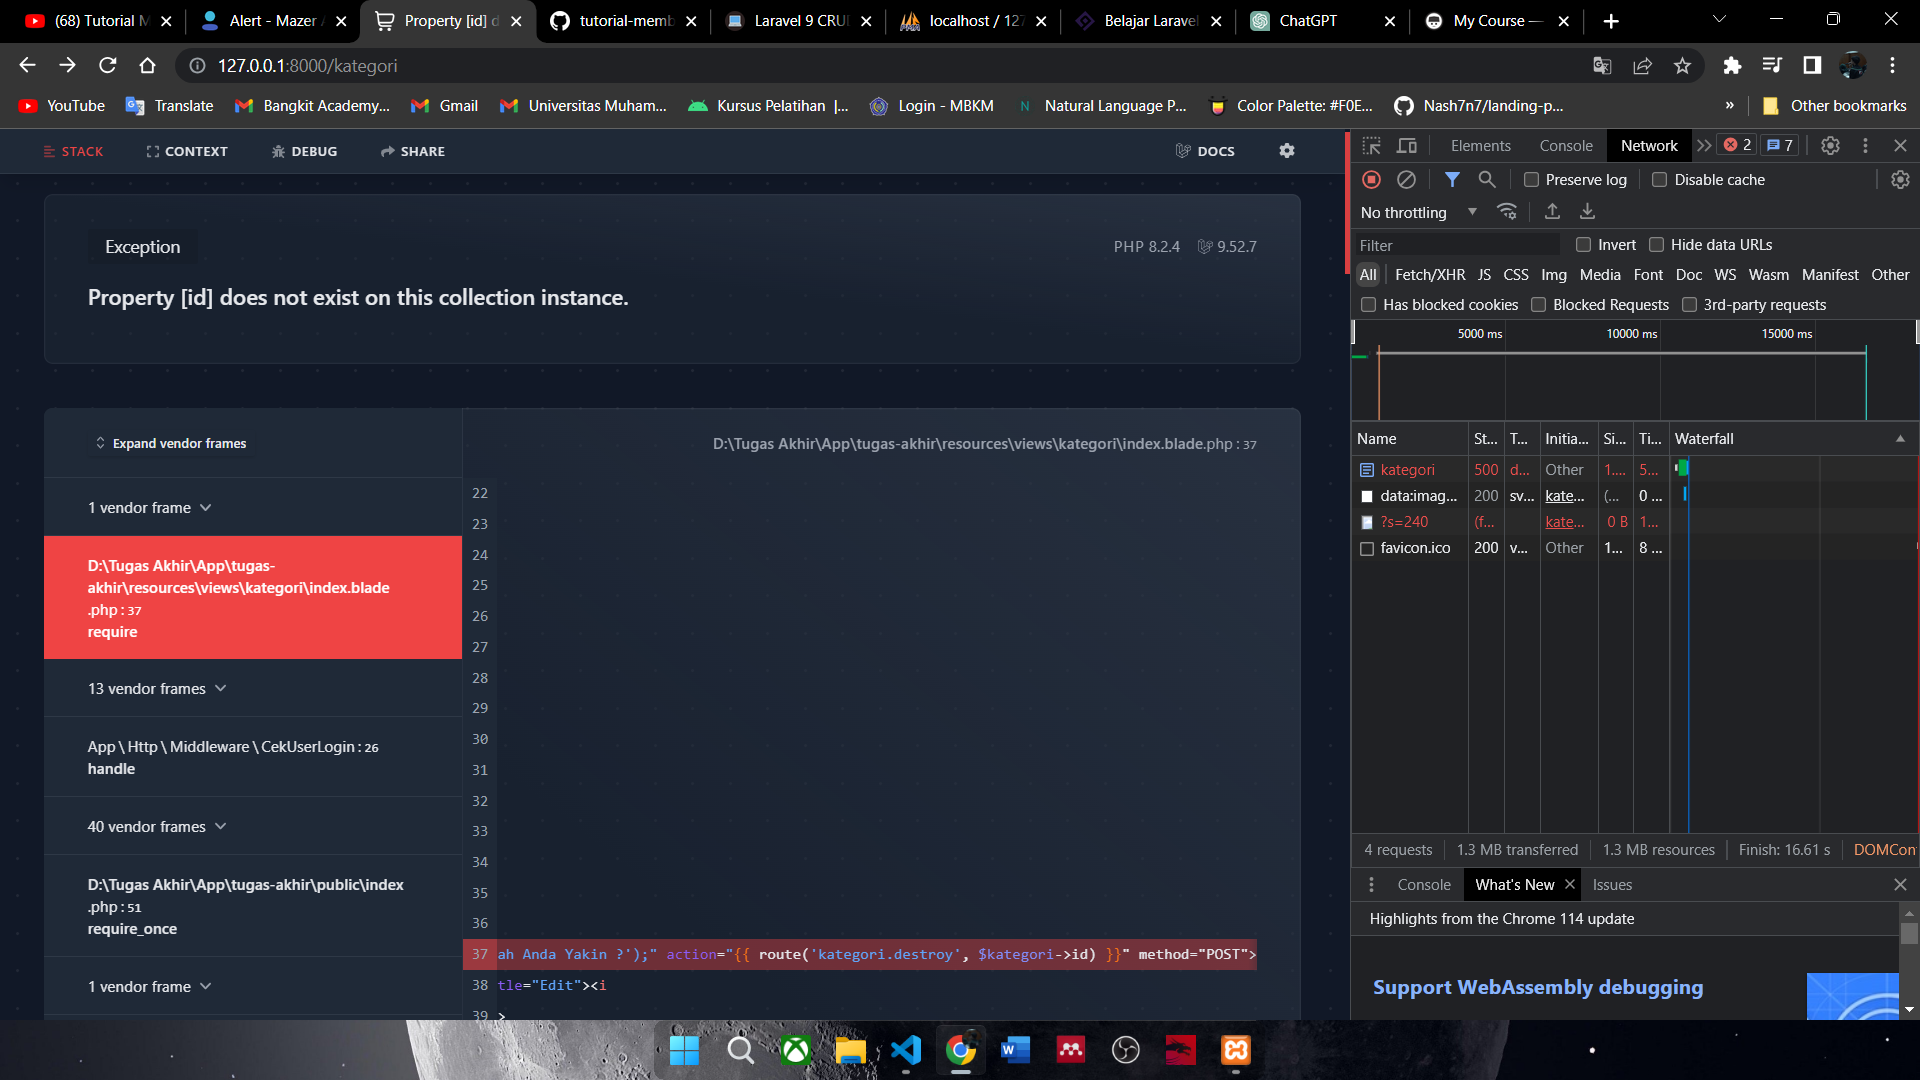 (68) Tutorial M
Alert - Mazer A
Property [id] d
tutorial-memb
Laravel 9 CRU
localhost / 127
Belajar Laravel
ChatGPT
My Course —
127.0.0.1:8000/kategori
YouTube
Translate
Bangkit Academy...
Gmail
Universitas Muham...
Kursus Pelatihan |...
Login - MBKM
Natural Language P...
Color Palette: #F0E...
Nash7n7/landing-p...
»
Other bookmarks
STACK
CONTEXT
DEBUG
SHARE
DOCS
Exception
PHP 8.2.4
9.52.7
Property [id] does not exist on this collection instance.
Expand vendor frames
1 vendor frame
D:\Tugas Akhir\App\tugas-
akhir\resources\views\kategori\index.blade
.php : 37
require
13 vendor frames
App \ Http \ Middleware \ CekUserLogin : 26
handle
40 vendor frames
D:\Tugas Akhir\App\tugas-akhir\public\index
.php : 51
require_once
1 vendor frame
D:\Tugas Akhir\App\tugas-akhir\resources\views\kategori\index.blade.php : 37
22
23
24
25
26
27
28
29
30
31
32
33
34
35
36
37 ah Anda Yakin ?');" action="{{ route('kategori.destroy', $kategori->id) }}" method="POST">
38 tle="Edit"><i
39 >
Elements
Console
Network
2
7
Preserve log
Disable cache
No throttling
Filter
Invert
Hide data URLs
All
Fetch/XHR
JS
CSS
Img
Media
Font
Doc
WS
Wasm
Manifest
Other
Has blocked cookies
Blocked Requests
3rd-party requests
5000 ms
10000 ms
15000 ms
Name St... T... Initia... Si... Ti... Waterfall
kategori 500 d... Other 1.... 5...
data:imag... 200 sv... kate... (... 0 ...
?s=240 (f... kate... 0 B 1...
favicon.ico 200 v... Other 1... 8 ...
4 requests
1.3 MB transferred
1.3 MB resources
Finish: 16.61 s
DOMCon
Console
What's New
Issues
Highlights from the Chrome 114 update
Support WebAssembly debugging